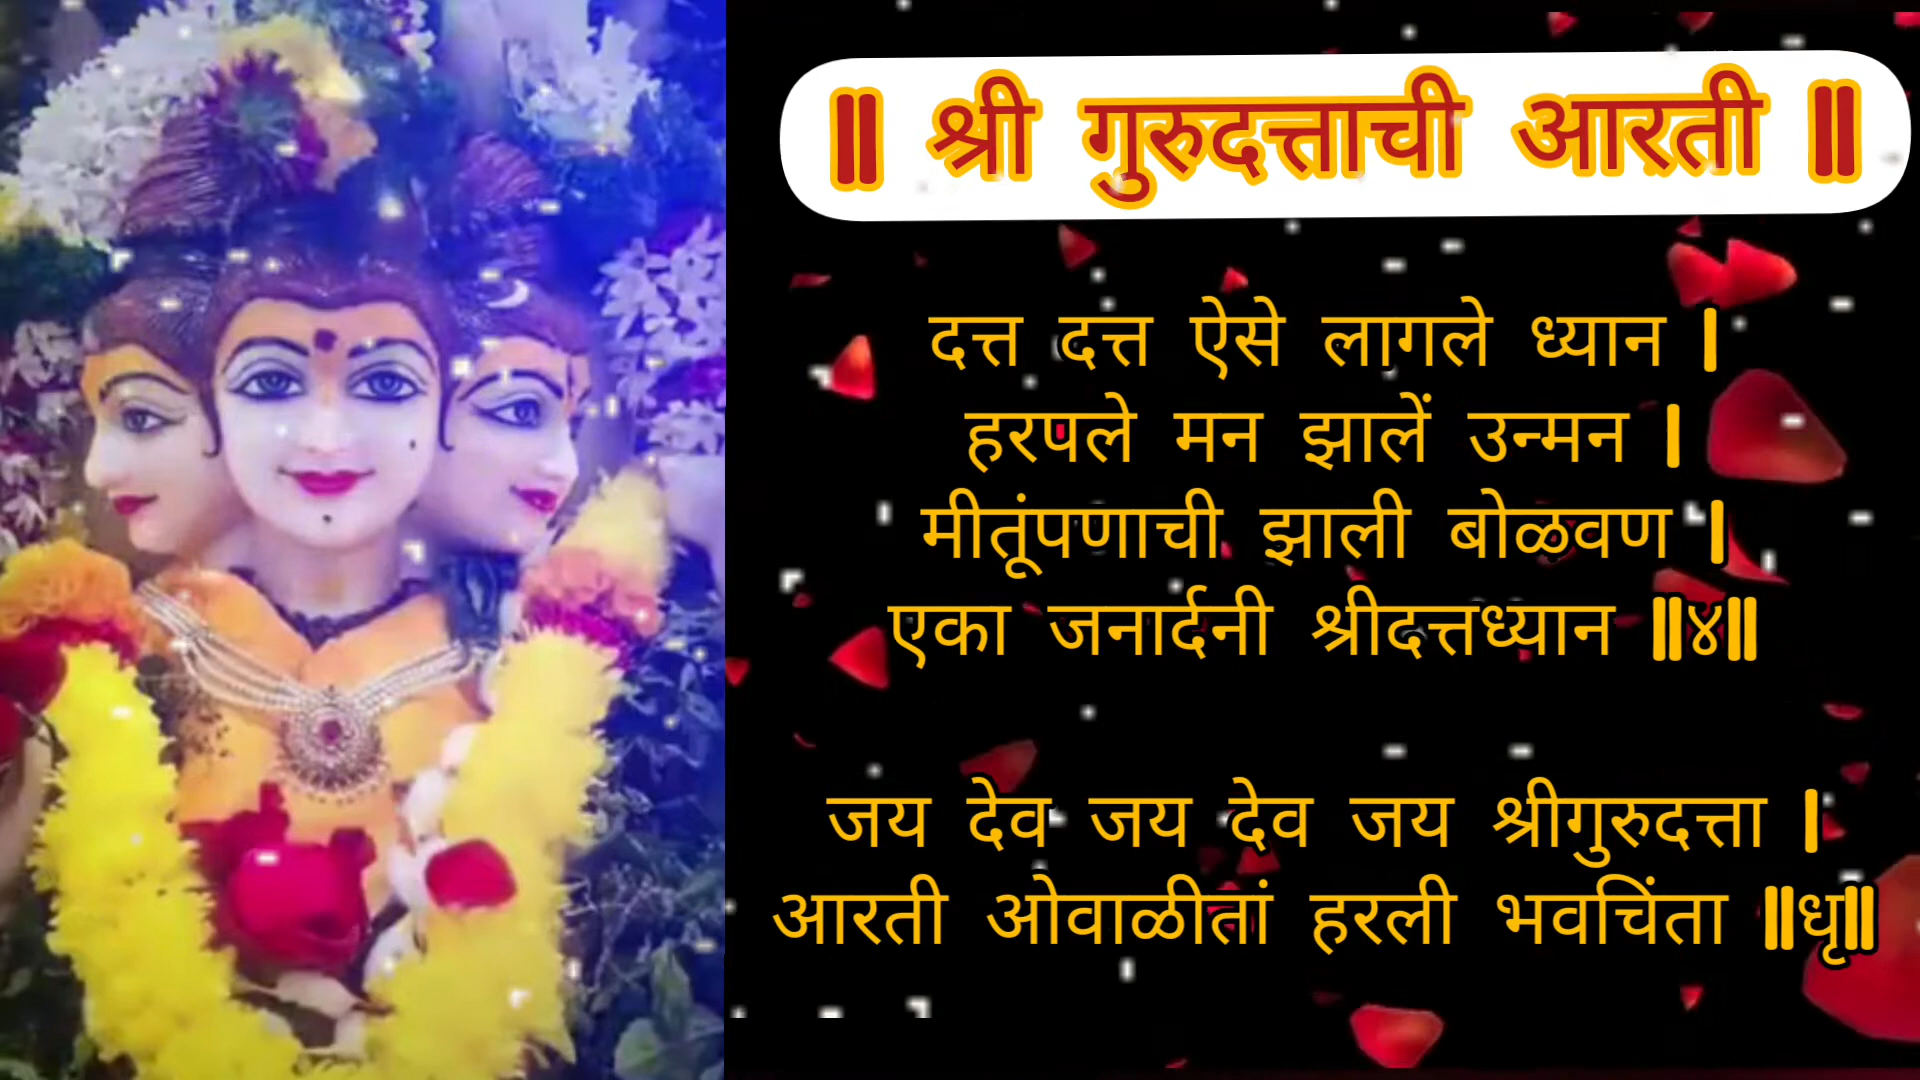 ॥ श्री गुरुदत्ताची आरती ॥
दत्त दत्त ऐसे लागले ध्यान ।
हरपले मन झालें उन्मन ।
मीतूंपणाची झाली बोळवण ।
एका जनार्दनी श्रीदत्तध्यान ॥४॥
जय देव जय देव जय श्रीगुरुदत्ता ।
आरती ओवाळीतां हरली भवचिंता ॥धृ॥